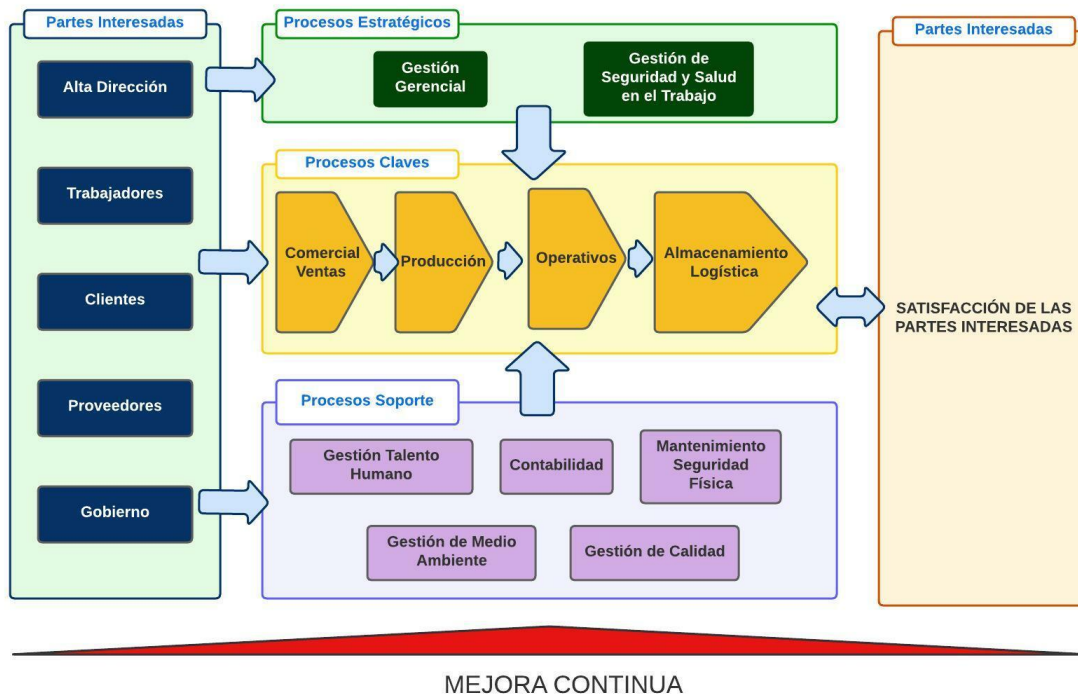 Partes Interesadas
Alta Dirección
Trabajadores
Clientes
Proveedores
Gobierno
Procesos Estratégicos
Gestión
Gerencial
Gestión de
Seguridad y Salud
en el Trabajo
Procesos Claves
Comercial
Ventas
Producción
Operativos
Almacenamiento
Logística
Procesos Soporte
Gestión Talento
Humano
Contabilidad
Mantenimiento
Seguridad
Física
Gestión de Medio
Ambiente
Gestión de Calidad
Partes Interesadas
SATISFACCIÓN DE LAS
PARTES INTERESADAS
MEJORA CONTINUA